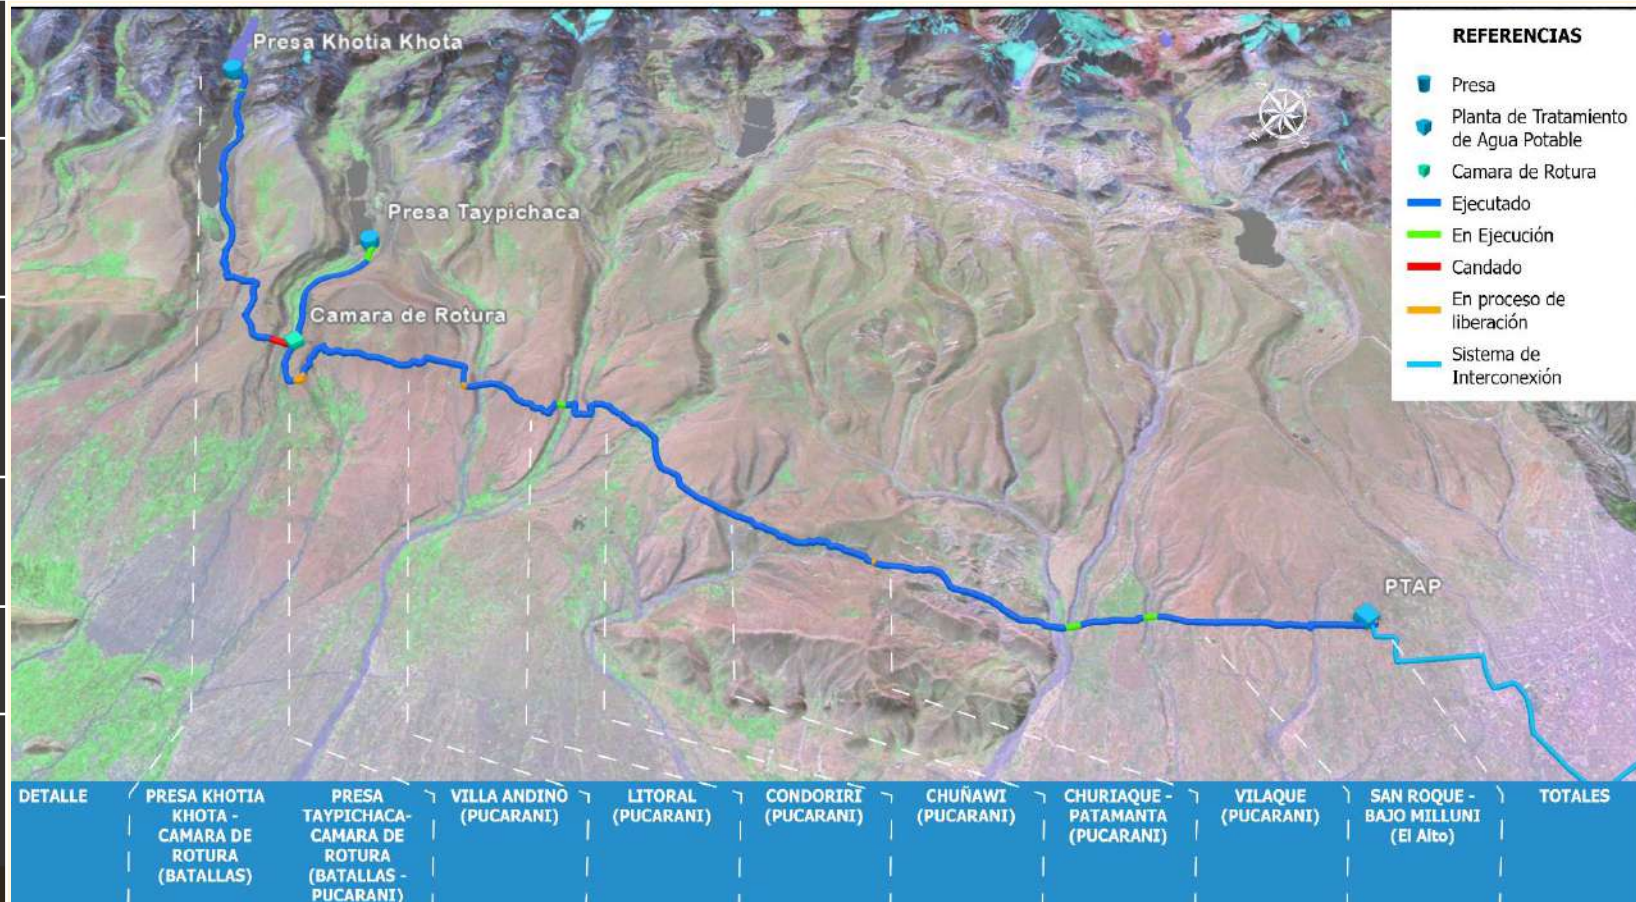 Presa Khotia Khota
Presa Taypichaca
Camara de Rotura
PTAP
REFERENCIAS
Presa
Planta de Tratamiento
de Agua Potable
Camara de Rotura
Ejecutado
En Ejecución
Candado
En proceso de
liberación
Sistema de
Interconexión
DETALLE
PRESA KHOTIA
KHOTA -
CAMARA DE
ROTURA
(BATALLAS)
PRESA
TAYPICHACA-
CAMARA DE
ROTURA
(BATALLAS -
PUCARANI)
VILLA ANDINO
(PUCARANI)
LITORAL
(PUCARANI)
CONDORIRI
(PUCARANI)
CHUÑAWI
(PUCARANI)
CHURIAQUE -
PATAMANTA
(PUCARANI)
VILAQUE
(PUCARANI)
SAN ROQUE -
BAJO MILLUNI
(El Alto)
TOTALES